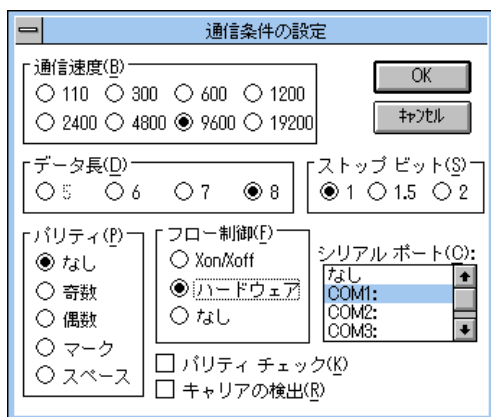 通信条件の設定
通信速度(B)
110 300 600 1200
2400 4800 9600 19200
OK
ｷｬﾝｾﾙ
データ長(D)
5 6 7 8
ストップ ビット(S)
1 1.5 2
パリティ(P)
なし
奇数
偶数
マーク
スペース
フロー制御(F)
Xon/Xoff
ハードウェア
なし
シリアル ポート(C):
なし
COM1:
COM2:
COM3:
パリティ チェック(K)
キャリアの検出(R)